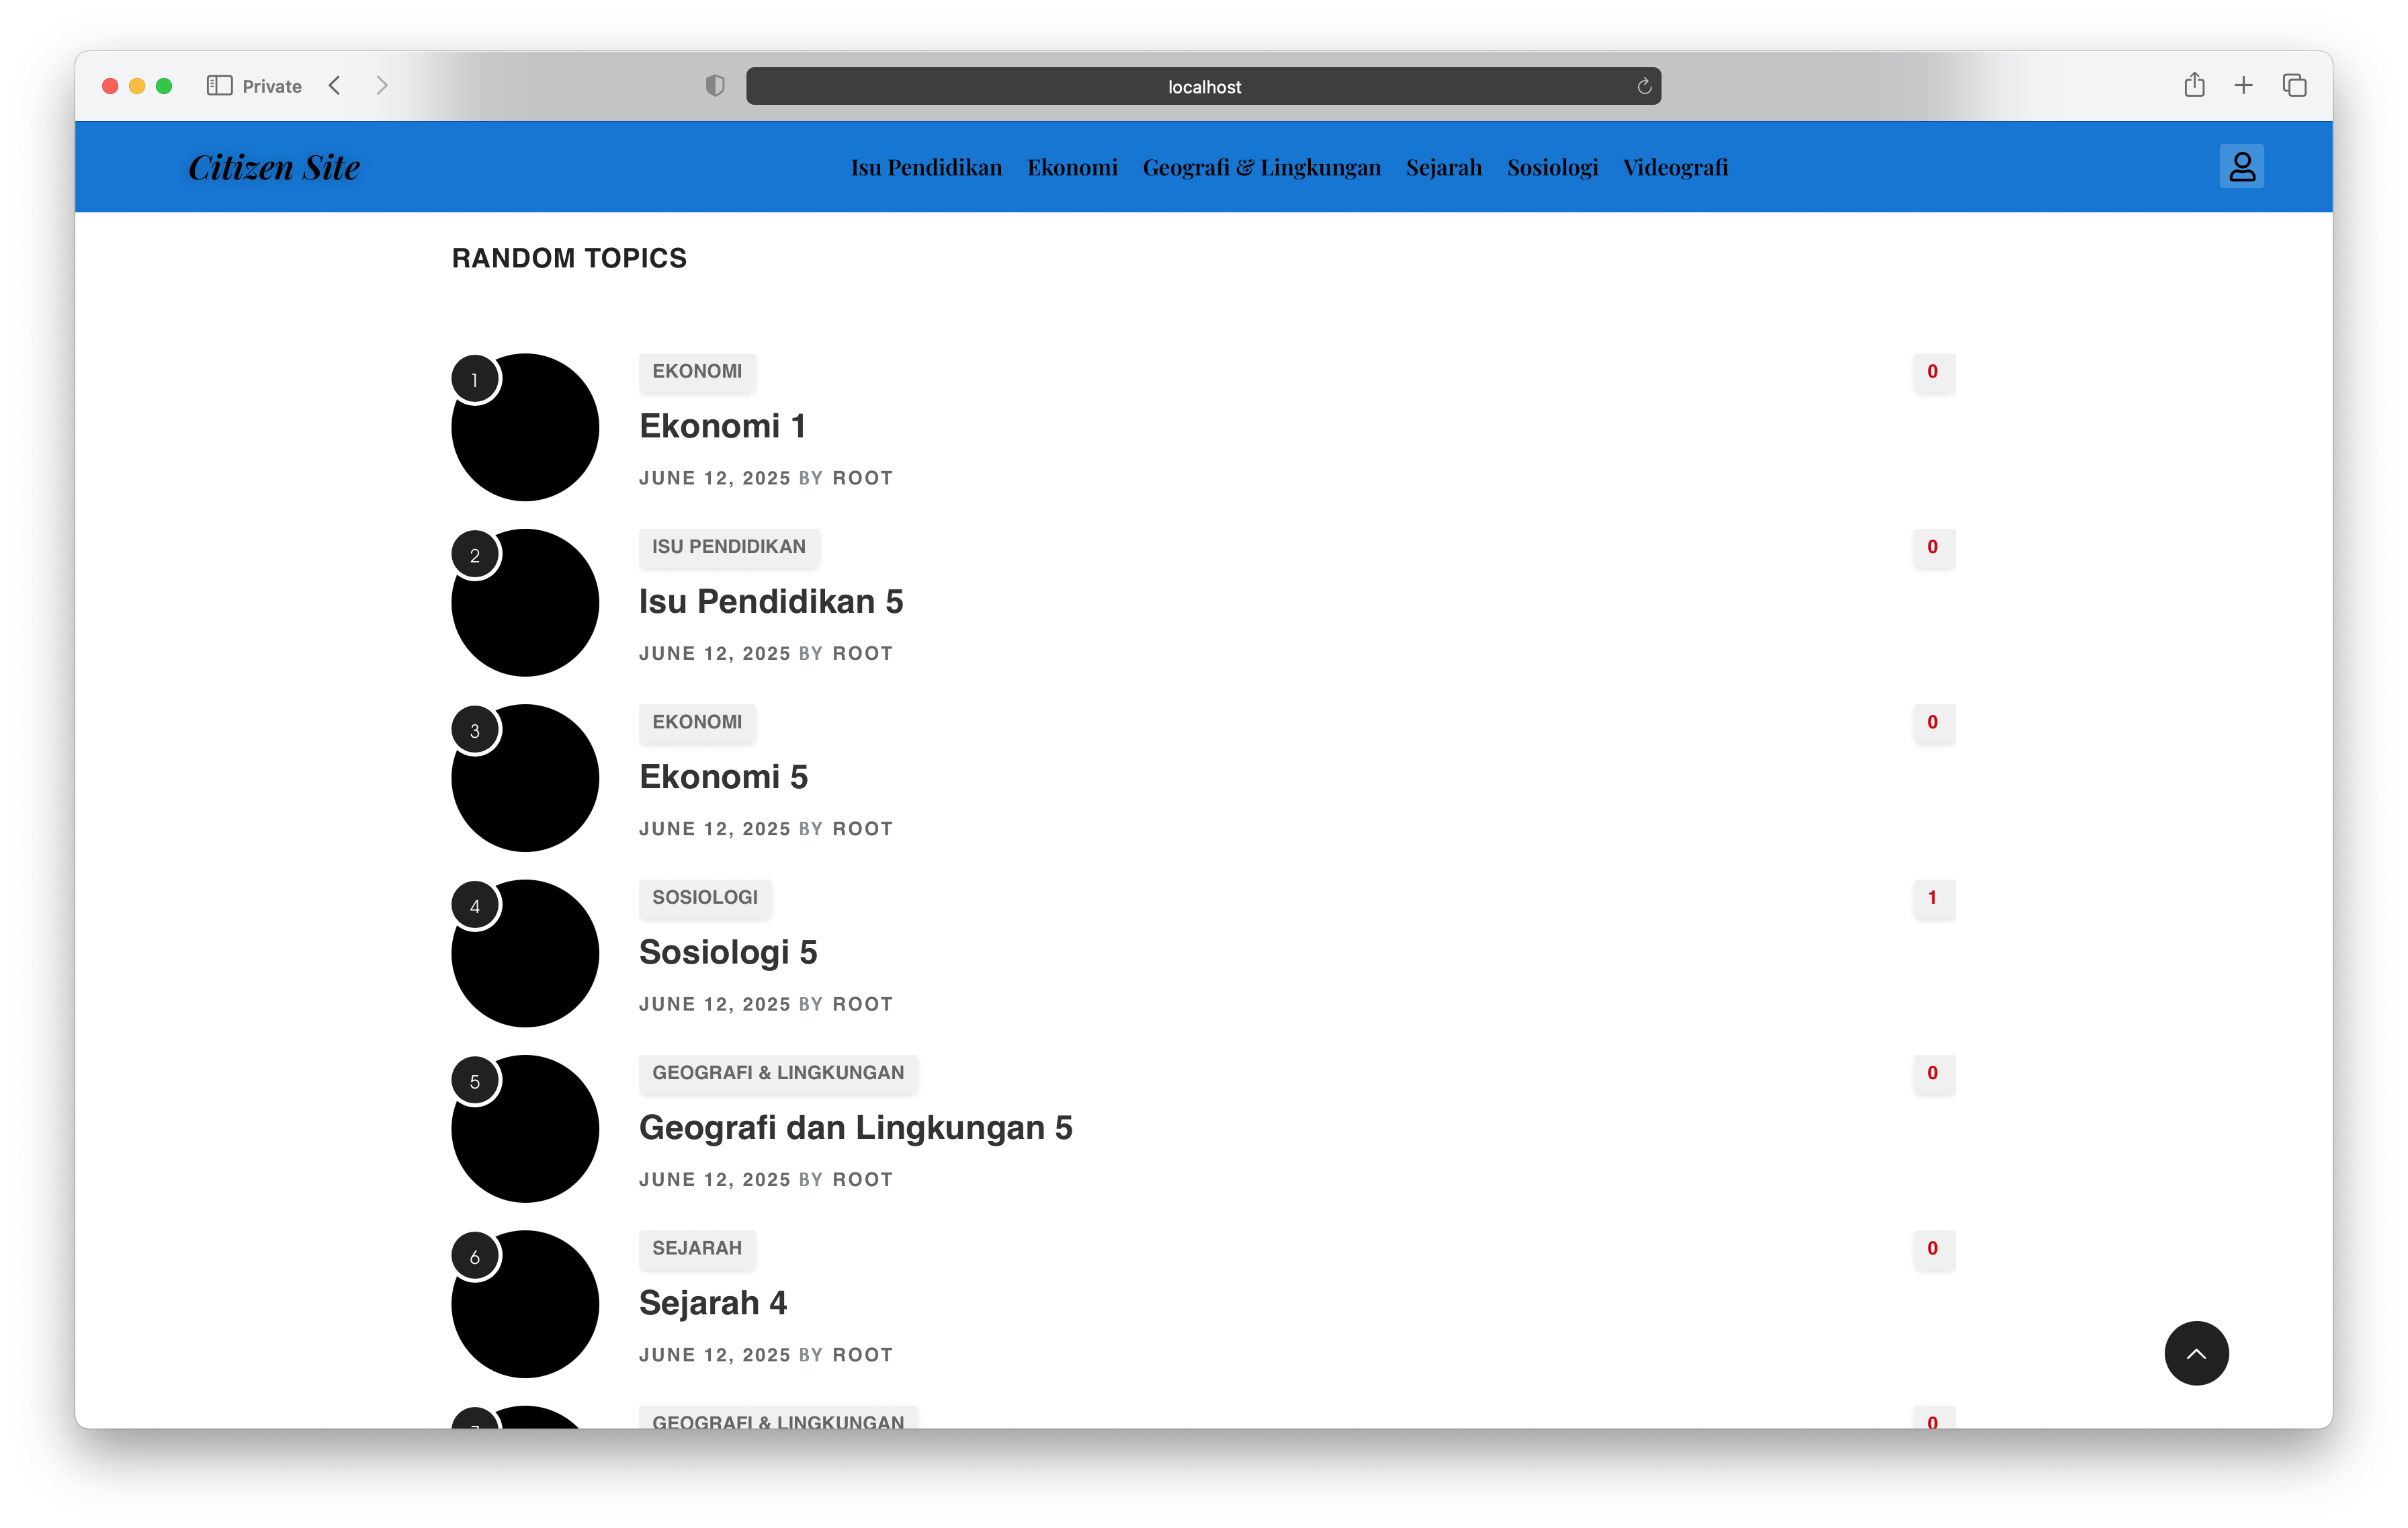 Private
localhost
Citizen Site
Isu Pendidikan Ekonomi Geografi & Lingkungan Sejarah Sosiologi Videografi
RANDOM TOPICS
1
EKONOMI
0
Ekonomi 1
JUNE 12, 2025 BY ROOT
2
ISU PENDIDIKAN
0
Isu Pendidikan 5
JUNE 12, 2025 BY ROOT
3
EKONOMI
0
Ekonomi 5
JUNE 12, 2025 BY ROOT
4
SOSIOLOGI
1
Sosiologi 5
JUNE 12, 2025 BY ROOT
5
GEOGRAFI & LINGKUNGAN
0
Geografi dan Lingkungan 5
JUNE 12, 2025 BY ROOT
6
SEJARAH
0
Sejarah 4
JUNE 12, 2025 BY ROOT
7
GEOGRAFI & LINGKUNGAN
0